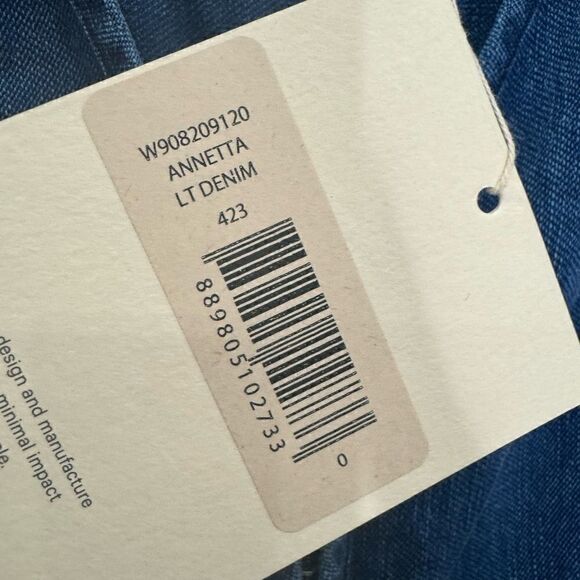 W908209120
ANNETTA
LT DENIM
423
889805102733
0
design and manufacture
minimal impact